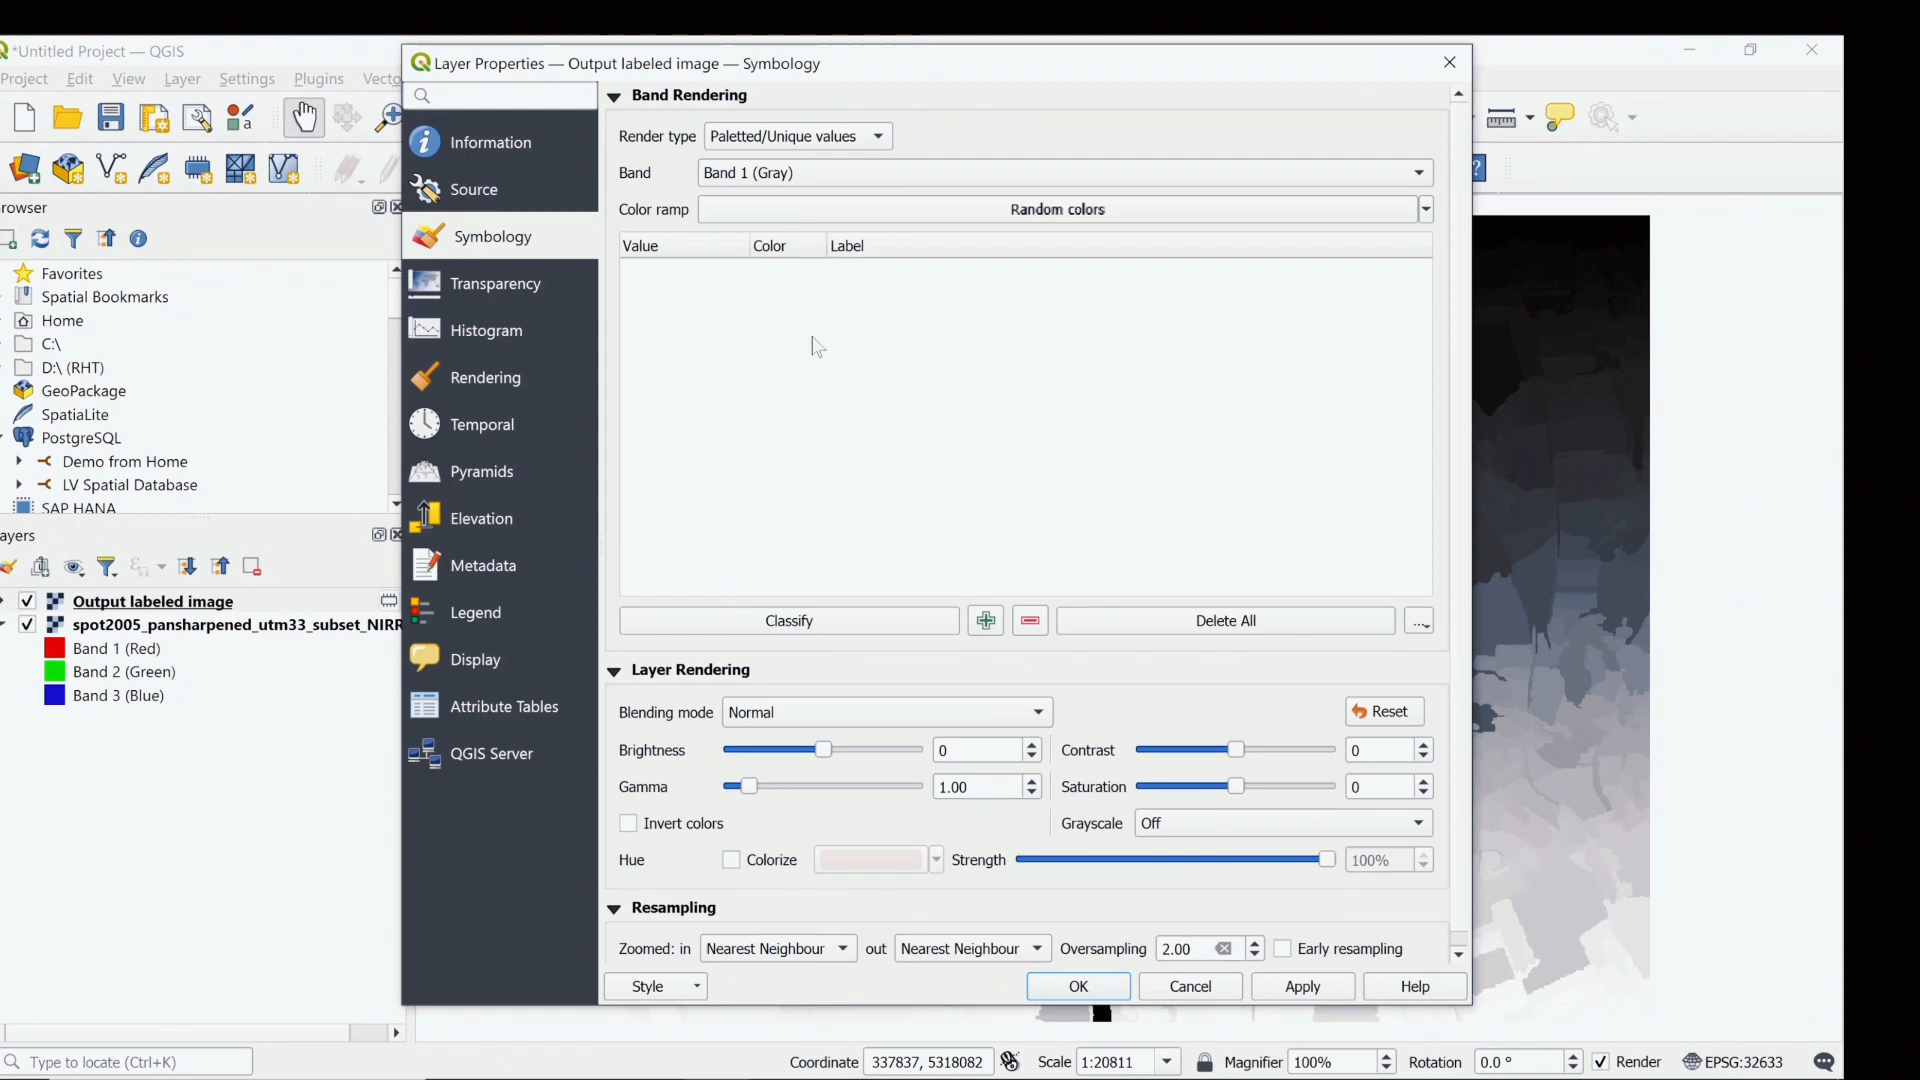 *Untitled Project — QGIS
Project Edit View Layer Settings Plugins Vecto
rowser
Favorites
Spatial Bookmarks
Home
C:\
D:\ (RHT)
GeoPackage
SpatiaLite
PostgreSQL
Demo from Home
LV Spatial Database
SAP HANA
ayers
Output labeled image
spot2005_pansharpened_utm33_subset_NIRR
Band 1 (Red)
Band 2 (Green)
Band 3 (Blue)
Layer Properties — Output labeled image — Symbology
Information
Source
Symbology
Transparency
Histogram
Rendering
Temporal
Pyramids
Elevation
Metadata
Legend
Display
Attribute Tables
QGIS Server
Band Rendering
Render type Paletted/Unique values
Band Band 1 (Gray)
Color ramp Random colors
Value Color Label
Classify Delete All ...
Layer Rendering
Blending mode Normal Reset
Brightness 0 Contrast 0
Gamma 1.00 Saturation 0
Invert colors Grayscale Off
Hue Colorize Strength 100%
Resampling
Zoomed: in Nearest Neighbour out Nearest Neighbour Oversampling 2.00 Early resampling
Style OK Cancel Apply Help
Type to locate (Ctrl+K) Coordinate 337837, 5318082 Scale 1:20811 Magnifier 100% Rotation 0.0 ° Render EPSG:32633